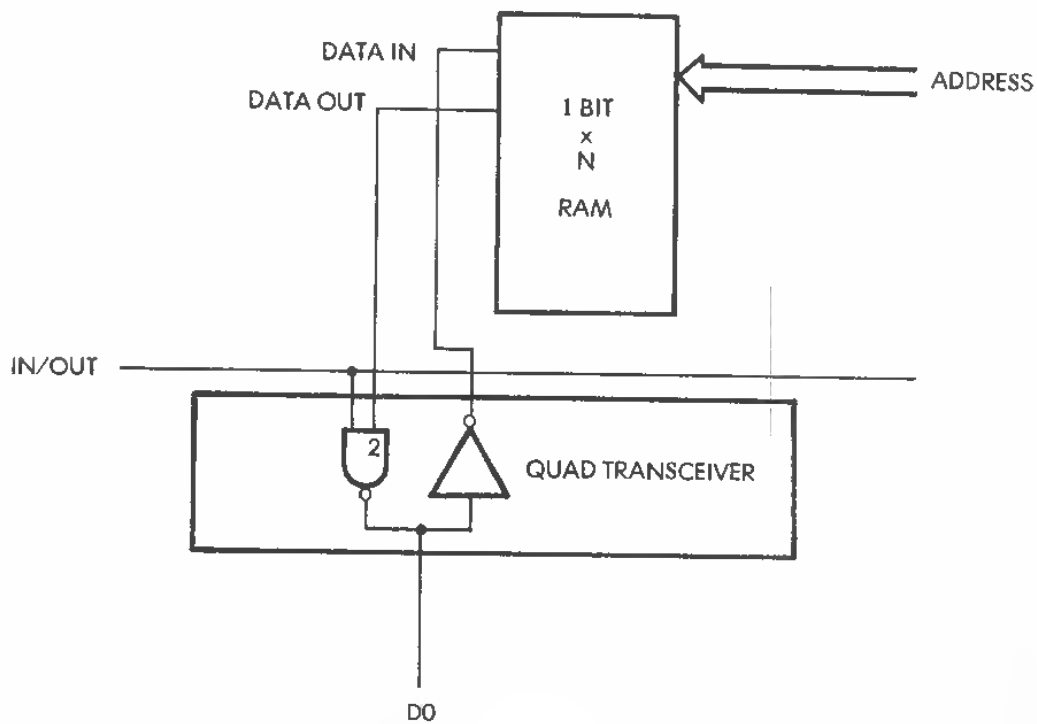 DATA IN
DATA OUT
1 BIT
x
N
RAM
ADDRESS
IN/OUT
2
QUAD TRANSCEIVER
D0